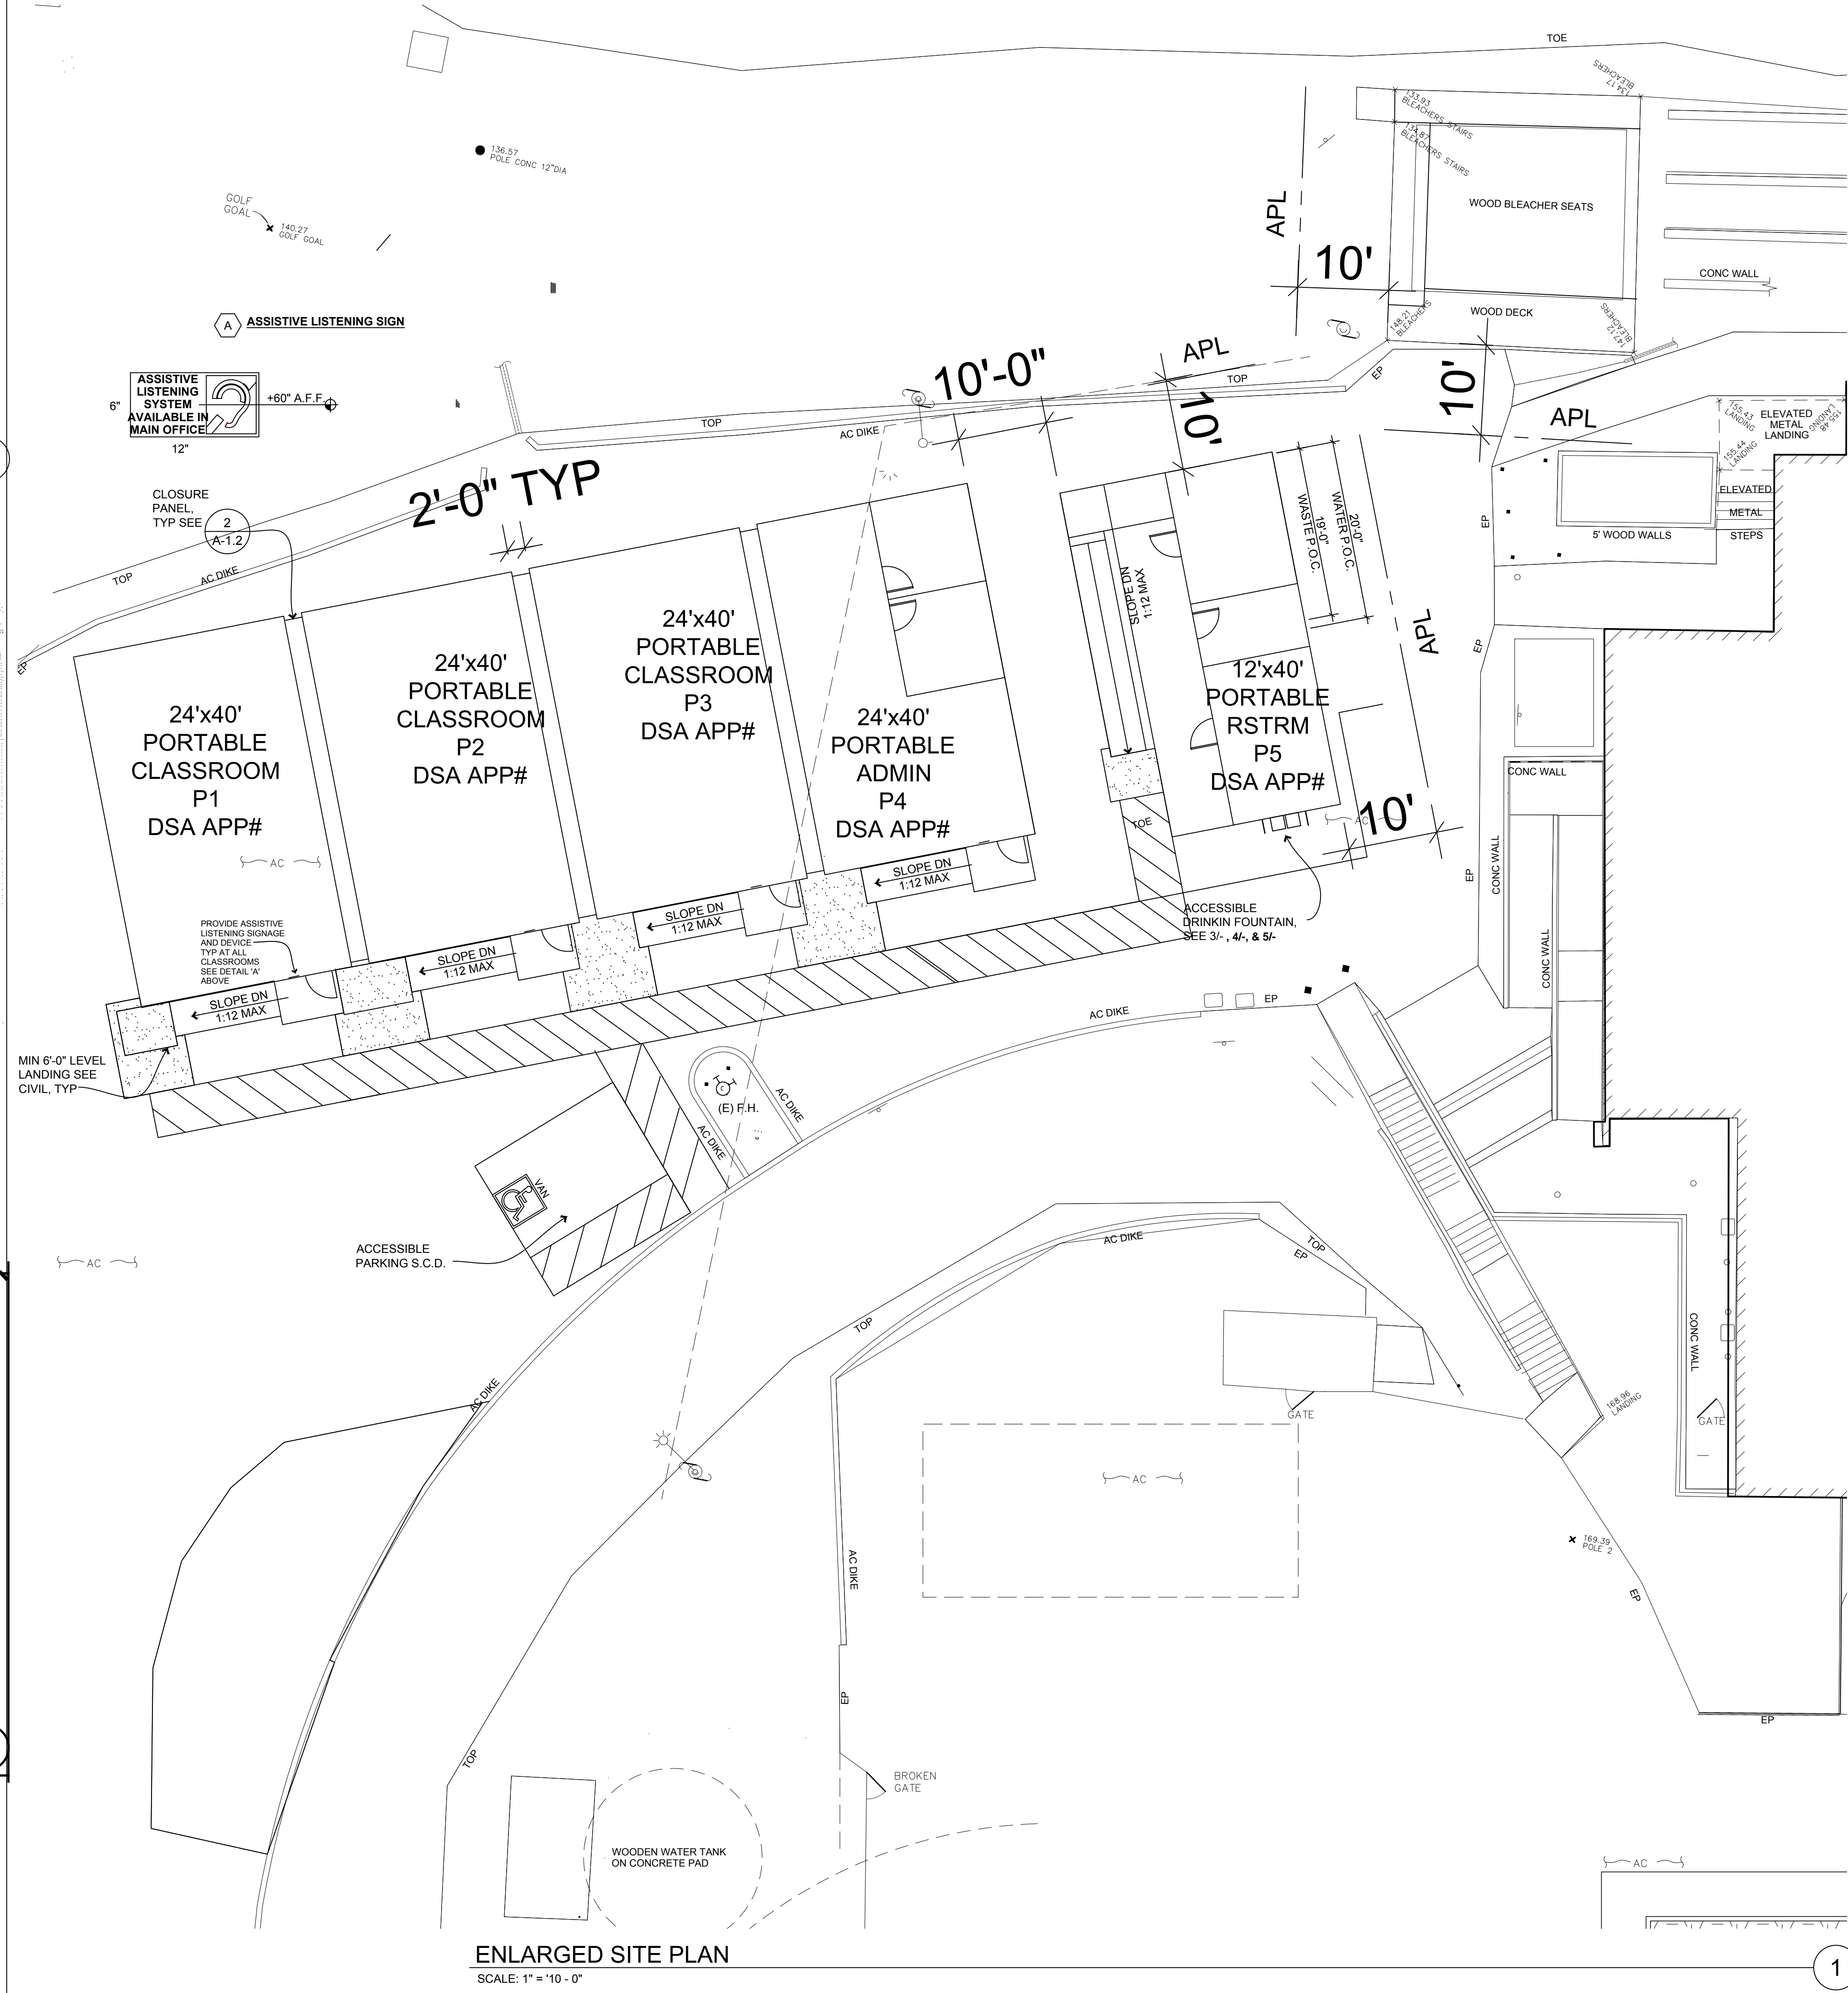 TOE
134.17
BLEACHERS
133.93
BLEACHERS STAIRS
134.87
BLEACHERS STAIRS
136.57
POLE CONC 12"DIA
GOLF
GOAL
140.27
GOLF GOAL
WOOD BLEACHER SEATS
APL
10'
CONC WALL
A
ASSISTIVE LISTENING SIGN
148.21
BLEACHERS
WOOD DECK
147.12
BLEACHERS
ASSISTIVE
LISTENING
SYSTEM
AVAILABLE IN
MAIN OFFICE
6"
12"
+60" A.F.F.
10'-0"
APL
TOP
EP
10'
10'
APL
TOP
AC DIKE
155.43
LANDING
155.44
LANDING
155.48
LANDING
ELEVATED
METAL
LANDING
ELEVATED
METAL
STEPS
5' WOOD WALLS
2'-0" TYP
CLOSURE
PANEL,
TYP SEE
2
A-1.2
TOP
AC DIKE
EP
19'-0"
WASTE P.O.C.
20'-0"
WATER P.O.C.
SLOPE DN
1:12 MAX
APL
EP
EP
24'x40'
PORTABLE
CLASSROOM
P1
DSA APP#
24'x40'
PORTABLE
CLASSROOM
P2
DSA APP#
24'x40'
PORTABLE
CLASSROOM
P3
DSA APP#
24'x40'
PORTABLE
ADMIN
P4
DSA APP#
12'x40'
PORTABLE
RSTRM
P5
DSA APP#
CONC WALL
TOE
AC
10'
AC
SLOPE DN
1:12 MAX
SLOPE DN
1:12 MAX
SLOPE DN
1:12 MAX
SLOPE DN
1:12 MAX
PROVIDE ASSISTIVE
LISTENING SIGNAGE
AND DEVICE
TYP AT ALL
CLASSROOMS
SEE DETAIL 'A'
ABOVE
ACCESSIBLE
DRINKIN FOUNTAIN,
SEE 3/- , 4/-, & 5/-
EP
CONC WALL
CONC WALL
MIN 6'-0" LEVEL
LANDING SEE
CIVIL, TYP
AC DIKE
EP
(E) F.H.
AC DIKE
AC DIKE
VAN
ACCESSIBLE
PARKING S.C.D.
AC
AC DIKE
TOP
EP
TOP
CONC WALL
AC DIKE
GATE
168.96
LANDING
GATE
AC
169.39
POLE 2
AC DIKE
EP
EP
EP
TOP
BROKEN
GATE
WOODEN WATER TANK
ON CONCRETE PAD
AC
ENLARGED SITE PLAN
SCALE: 1" = '10 - 0"
1